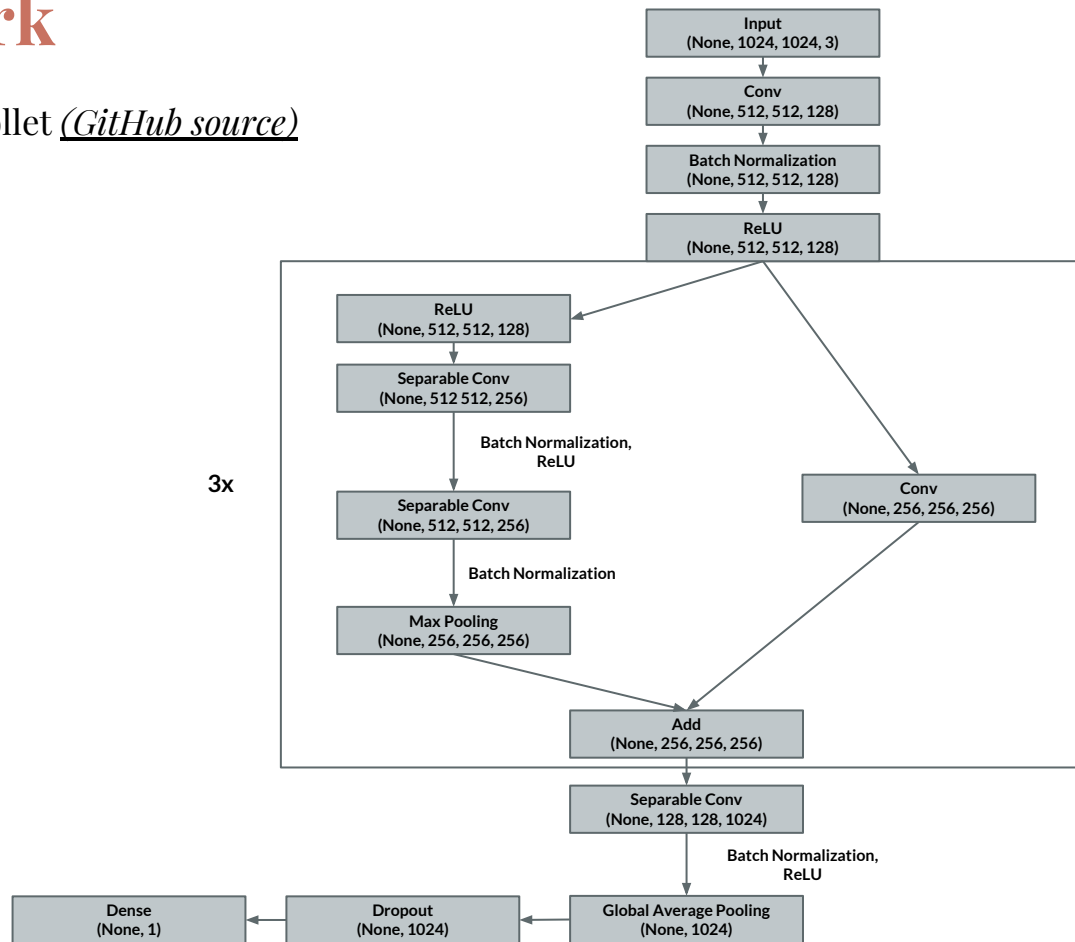 rk
ollet (GitHub source)
Input
(None, 1024, 1024, 3)
Conv
(None, 512, 512, 128)
Batch Normalization
(None, 512, 512, 128)
ReLU
(None, 512, 512, 128)
ReLU
(None, 512, 512, 128)
Separable Conv
(None, 512 512, 256)
Batch Normalization,
ReLU
3x
Separable Conv
(None, 512, 512, 256)
Conv
(None, 256, 256, 256)
Batch Normalization
Max Pooling
(None, 256, 256, 256)
Add
(None, 256, 256, 256)
Separable Conv
(None, 128, 128, 1024)
Batch Normalization,
ReLU
Dense
(None, 1)
Dropout
(None, 1024)
Global Average Pooling
(None, 1024)